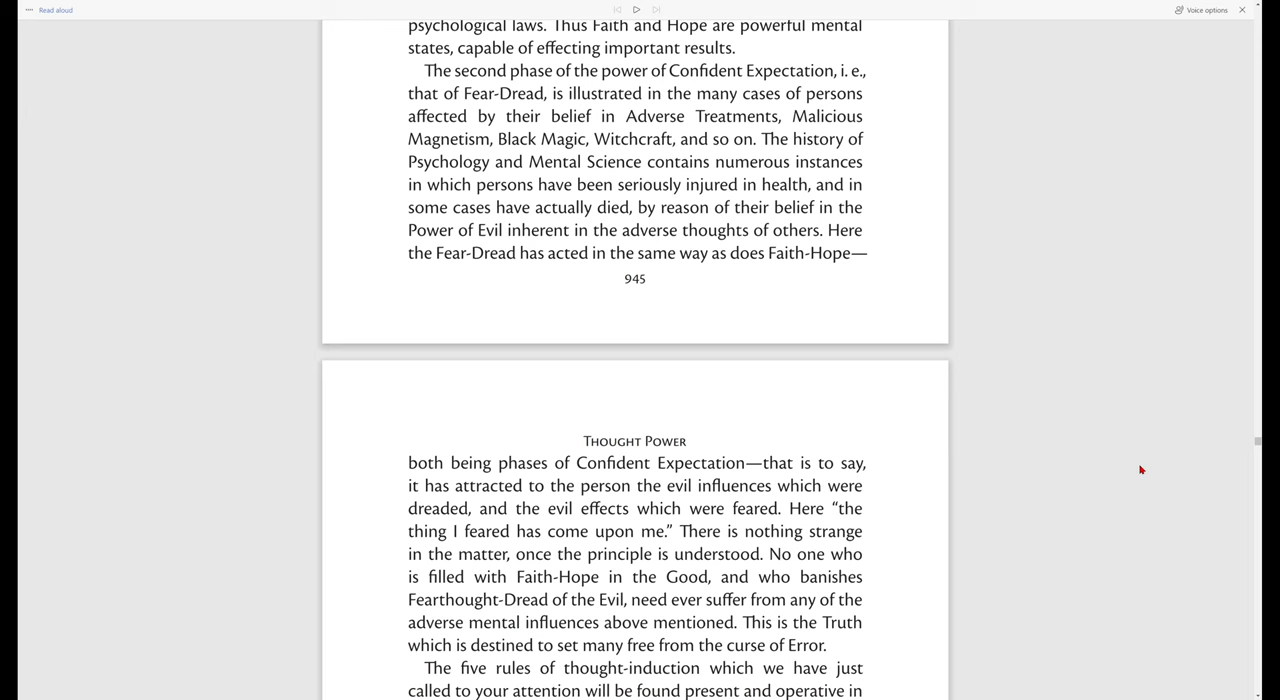 Read aloud
Voice options
psychological laws. Thus Faith and Hope are powerful mental
states, capable of effecting important results.
The second phase of the power of Confident Expectation, i. e.,
that of Fear-Dread, is illustrated in the many cases of persons
affected by their belief in Adverse Treatments, Malicious
Magnetism, Black Magic, Witchcraft, and so on. The history of
Psychology and Mental Science contains numerous instances
in which persons have been seriously injured in health, and in
some cases have actually died, by reason of their belief in the
Power of Evil inherent in the adverse thoughts of others. Here
the Fear-Dread has acted in the same way as does Faith-Hope—
945
Thought Power
both being phases of Confident Expectation—that is to say,
it has attracted to the person the evil influences which were
dreaded, and the evil effects which were feared. Here “the
thing I feared has come upon me.” There is nothing strange
in the matter, once the principle is understood. No one who
is filled with Faith-Hope in the Good, and who banishes
Fearthought-Dread of the Evil, need ever suffer from any of the
adverse mental influences above mentioned. This is the Truth
which is destined to set many free from the curse of Error.
The five rules of thought-induction which we have just
called to your attention will be found present and operative in